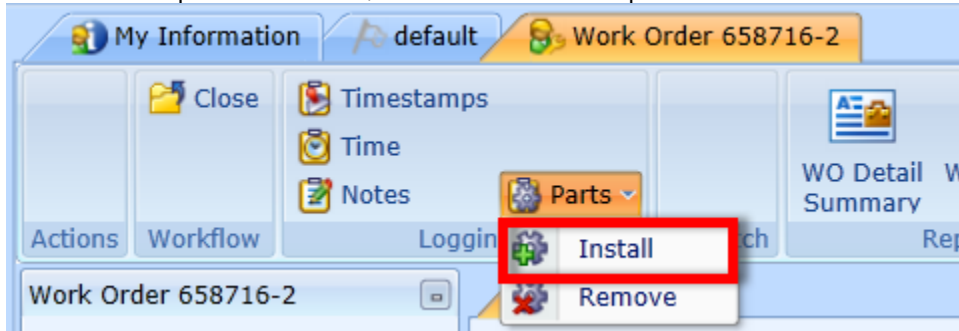 My Information default Work Order 658716-2
Close Timestamps
Time
Notes Parts
WO Detail
Summary
Actions Workflow
Install
Work Order 658716-2
Remove